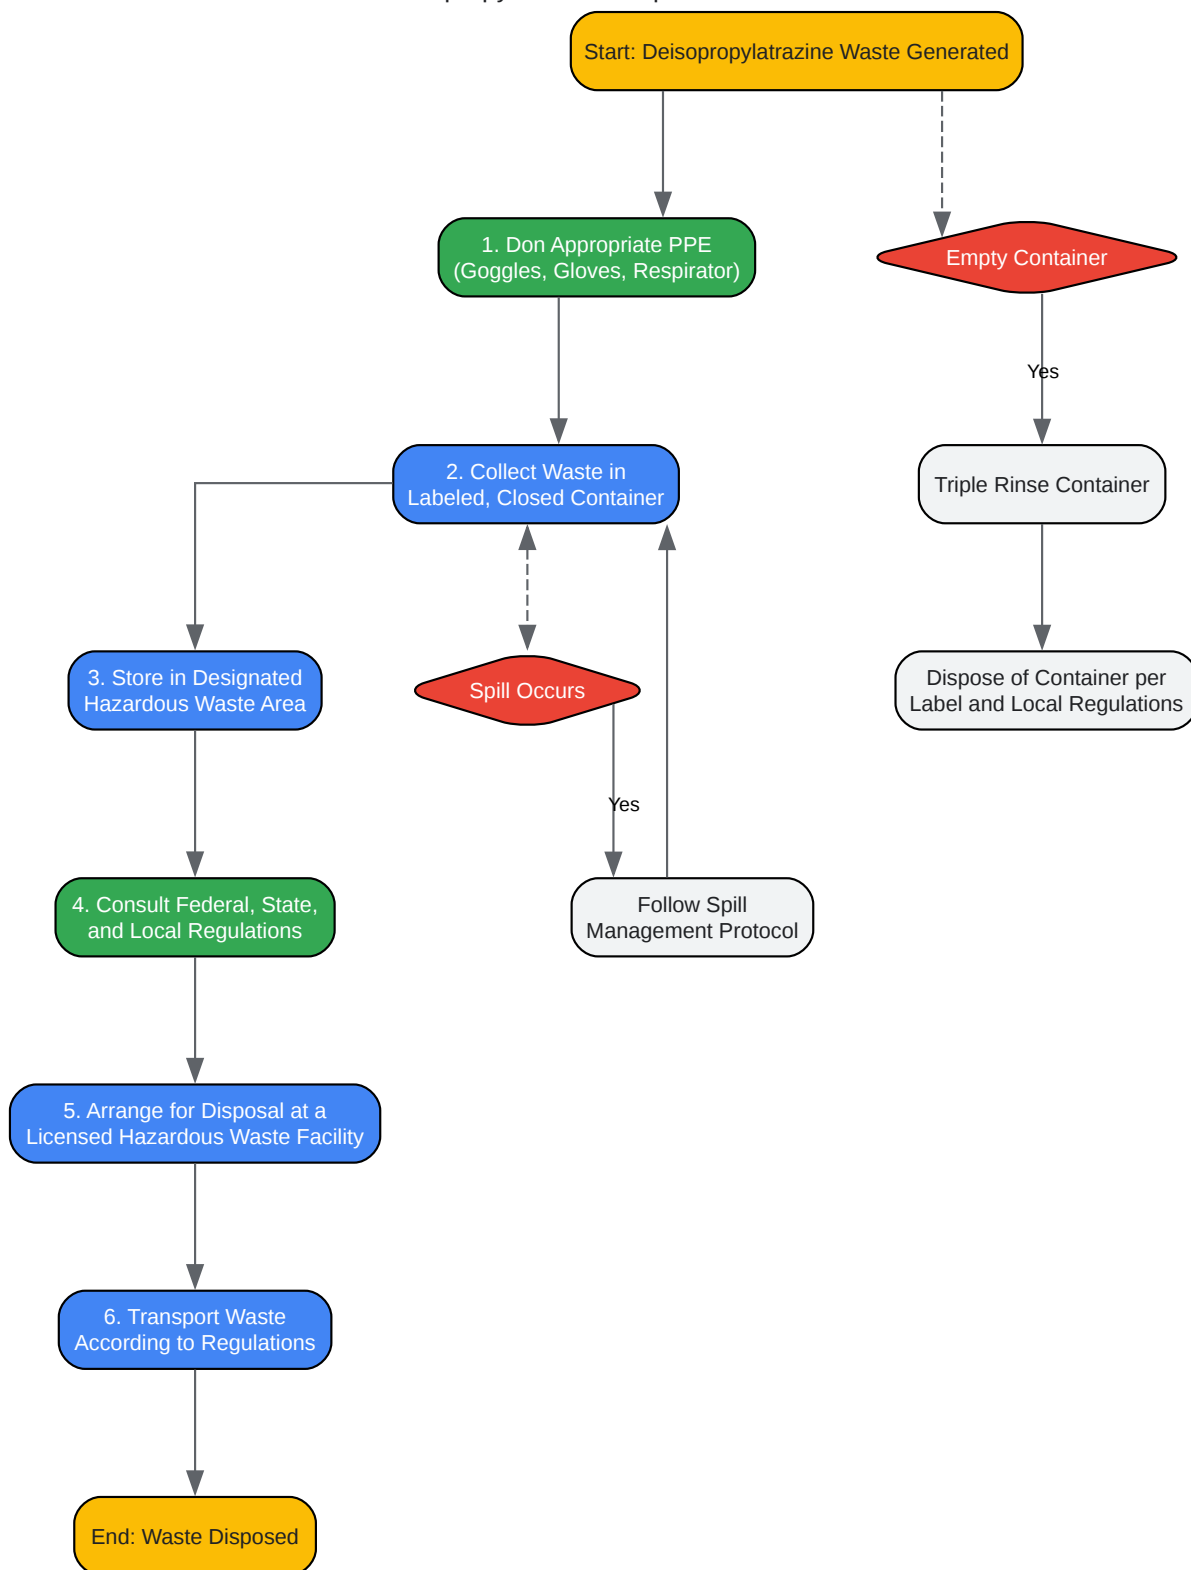 Start: Deisopropylatrazine Waste Generated
1. Don Appropriate PPE
(Goggles, Gloves, Respirator)
Empty Container
Yes
2. Collect Waste in
Labeled, Closed Container
Triple Rinse Container
3. Store in Designated
Hazardous Waste Area
Spill Occurs
Dispose of Container per
Label and Local Regulations
Yes
4. Consult Federal, State,
and Local Regulations
Follow Spill
Management Protocol
5. Arrange for Disposal at a
Licensed Hazardous Waste Facility
6. Transport Waste
According to Regulations
End: Waste Disposed